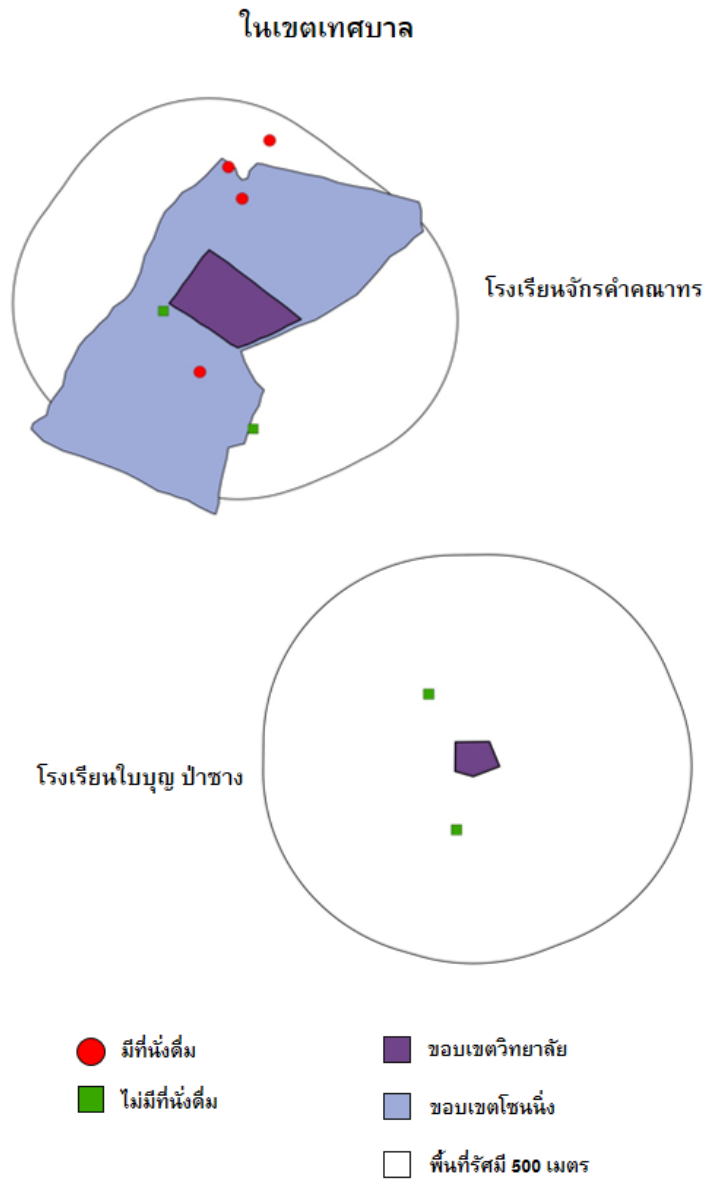 ในเขตเทศบาล
โรงเรียนจักรคำคณาทร
โรงเรียนใบบุญ ป่าซาง
มีที่นั่งดื่ม
ไม่มีที่นั่งดื่ม
ขอบเขตวิทยาลัย
ขอบเขตโซนนิ่ง
พื้นที่รัศมี 500 เมตร